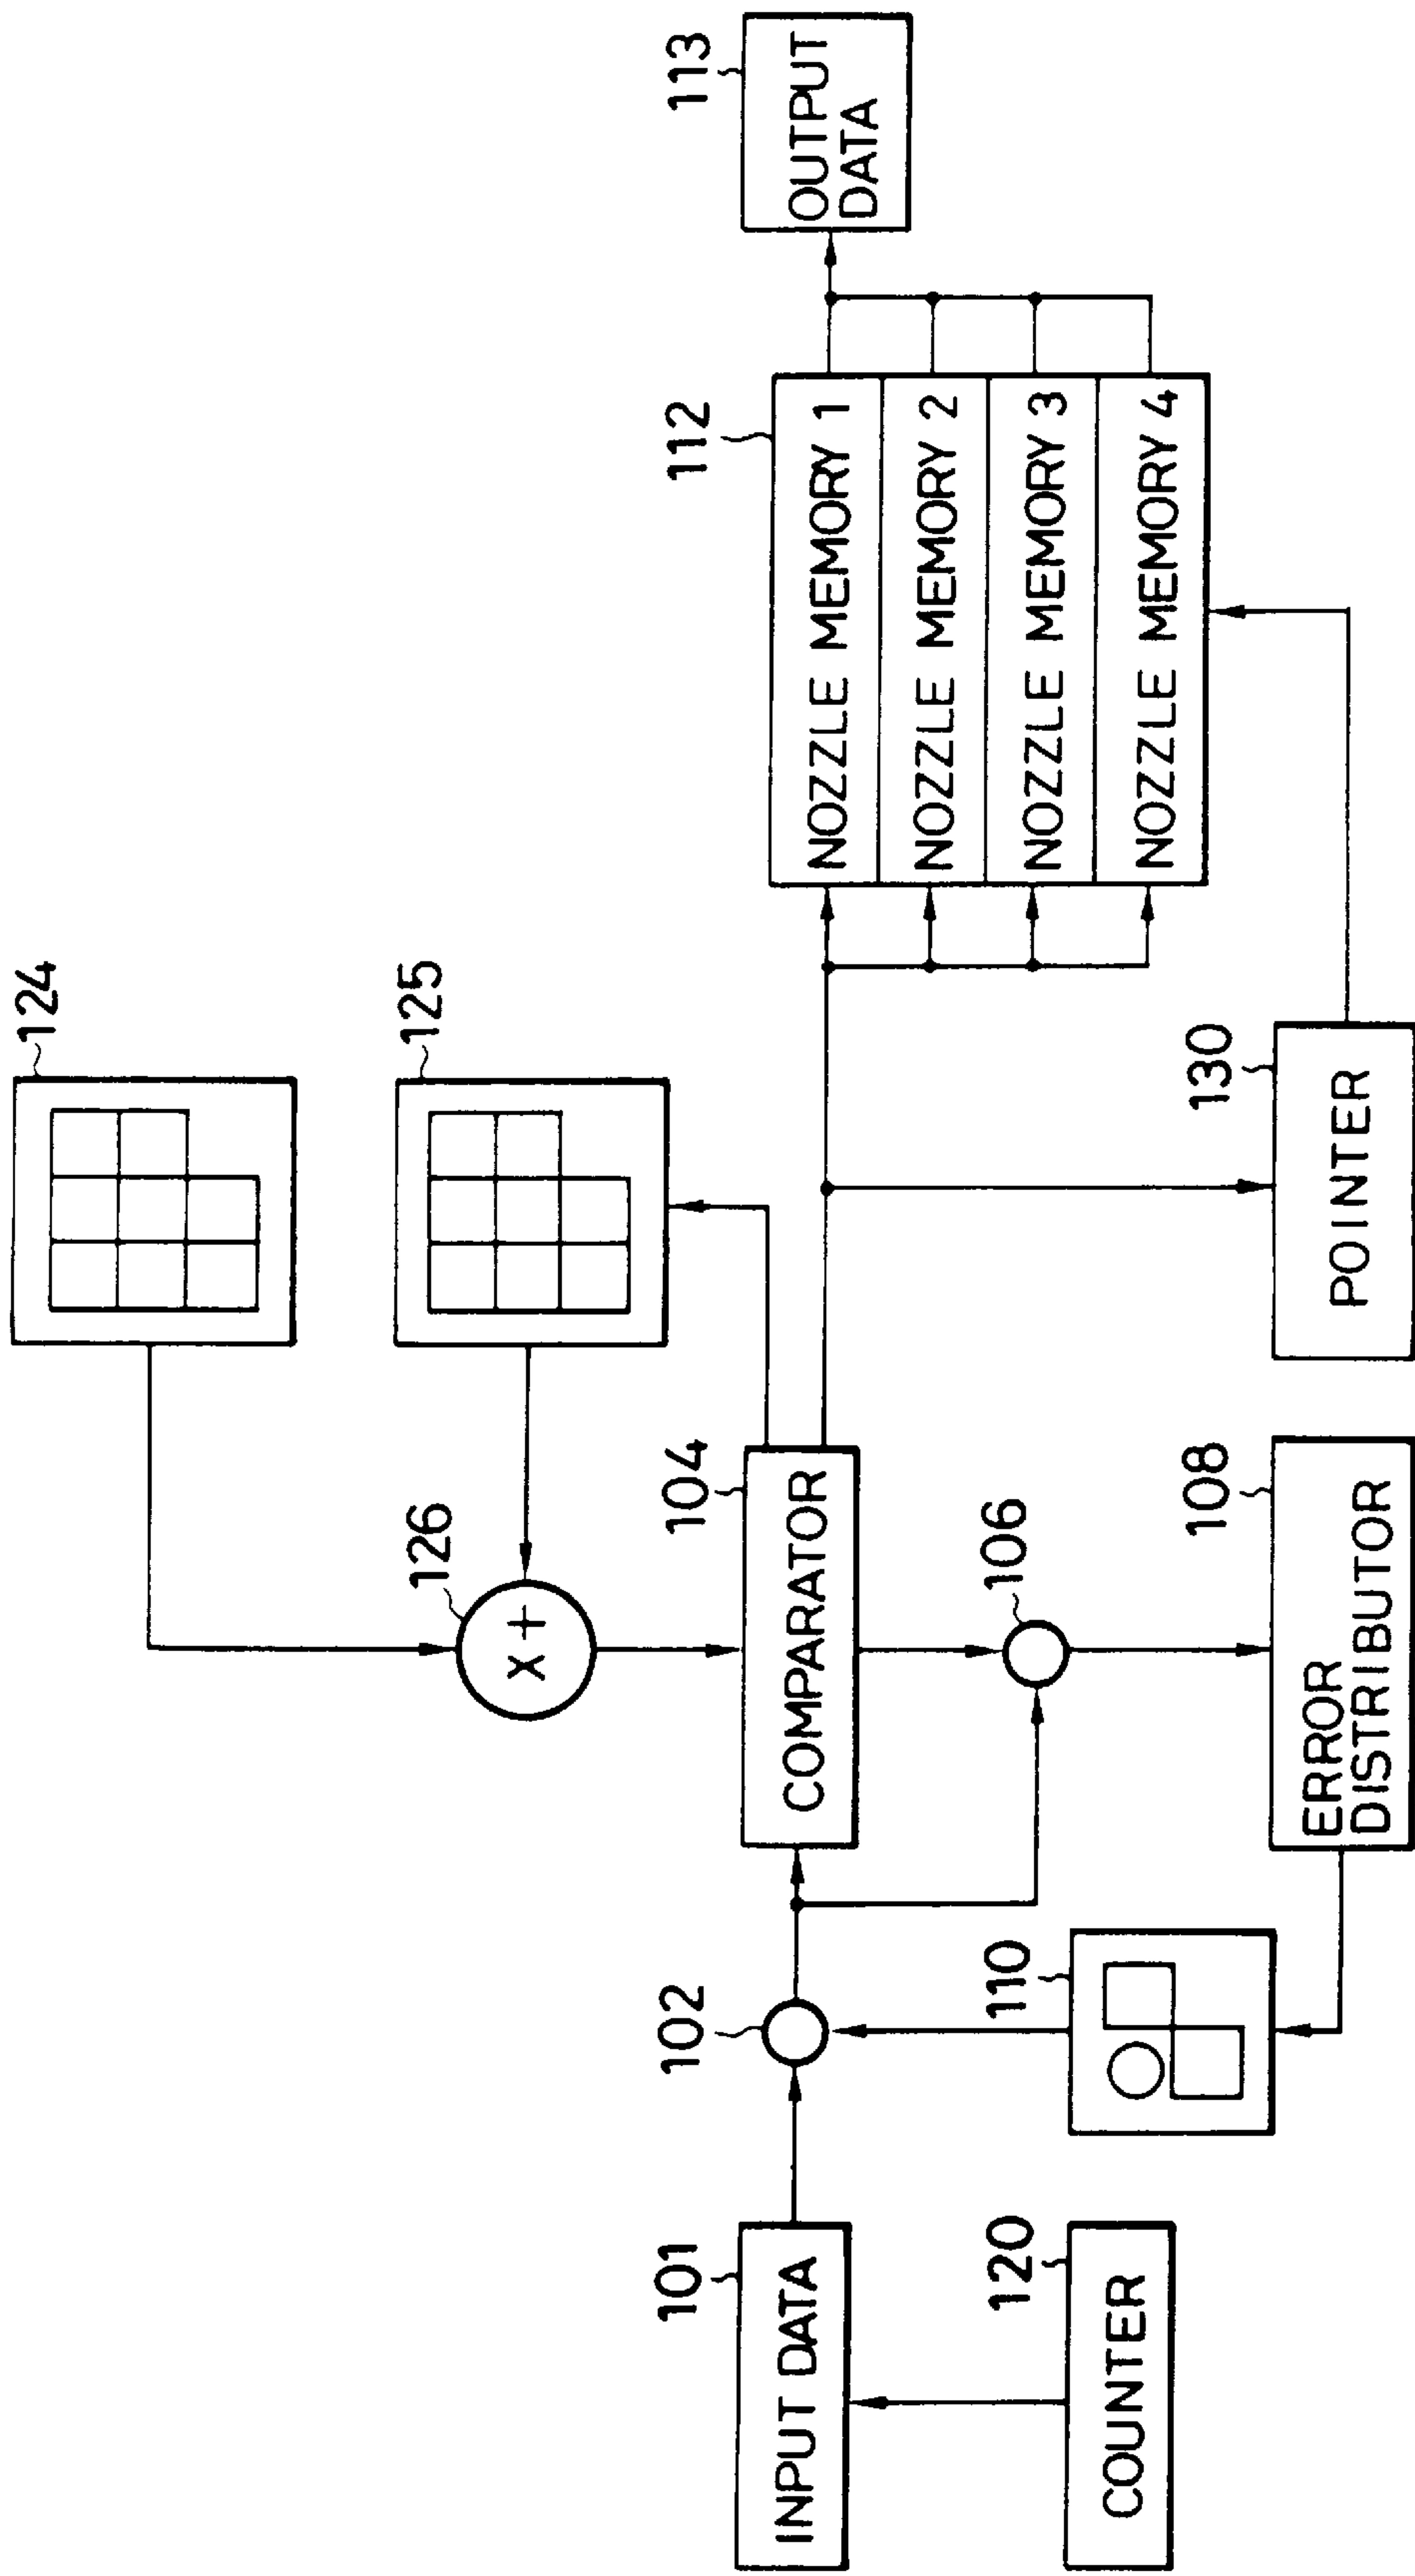 124
125
126
x +
113
OUTPUT
DATA
112
NOZZLE MEMORY 1
NOZZLE MEMORY 2
NOZZLE MEMORY 3
NOZZLE MEMORY 4
104
COMPARATOR
102
101
INPUT DATA
106
130
POINTER
108
ERROR
DISTRIBUTOR
110
120
COUNTER